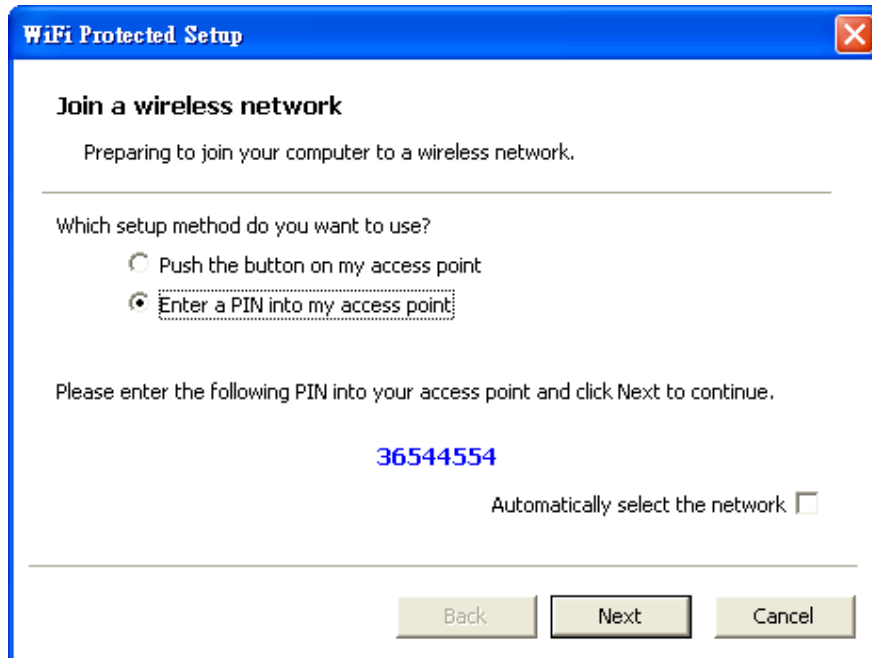 WiFi Protected Setup
Join a wireless network
Preparing to join your computer to a wireless network.
Which setup method do you want to use?
Push the button on my access point
Enter a PIN into my access point
Please enter the following PIN into your access point and click Next to continue.
36544554
Automatically select the network
Back Next Cancel